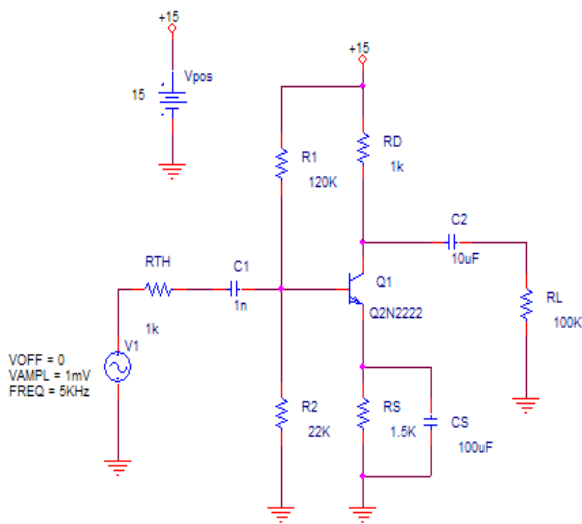 +15
+15
Vpos
15
R1
120K
RD
1k
C2
10uF
RTH
C1
1n
Q1
Q2N2222
RL
100K
1k
V1
VOFF = 0
VAMPL = 1mV
FREQ = 5KHz
R2
22K
RS
1.5K
CS
100uF